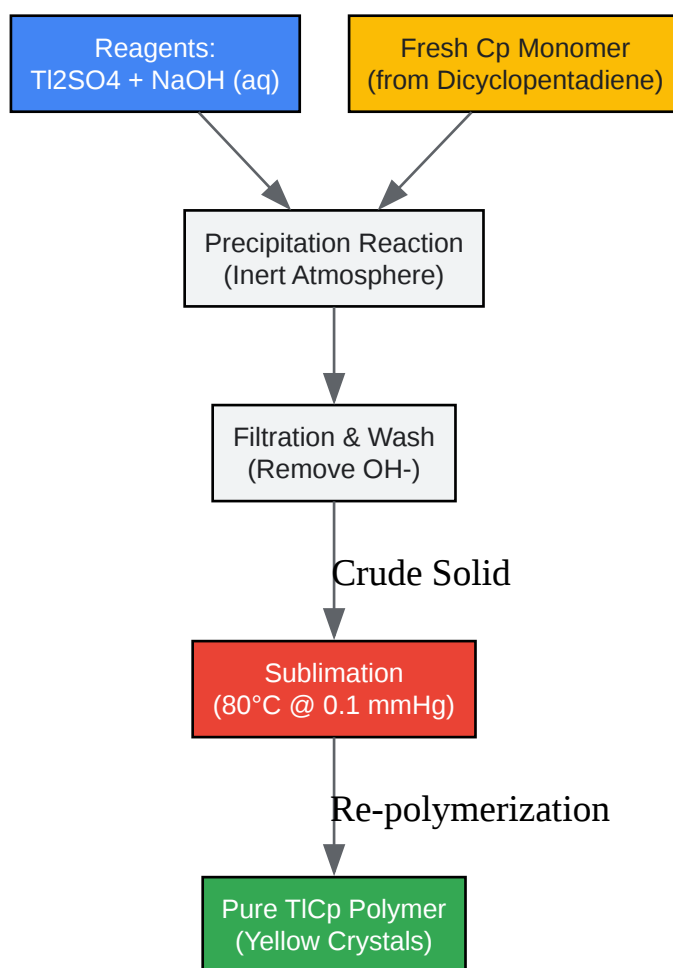 Reagents:
Tl2SO4 + NaOH (aq)
Fresh Cp Monomer
(from Dicyclopentadiene)
Precipitation Reaction
(Inert Atmosphere)
Filtration & Wash
(Remove OH-)
Crude Solid
Sublimation
(80°C @ 0.1 mmHg)
Re-polymerization
Pure TlCp Polymer
(Yellow Crystals)